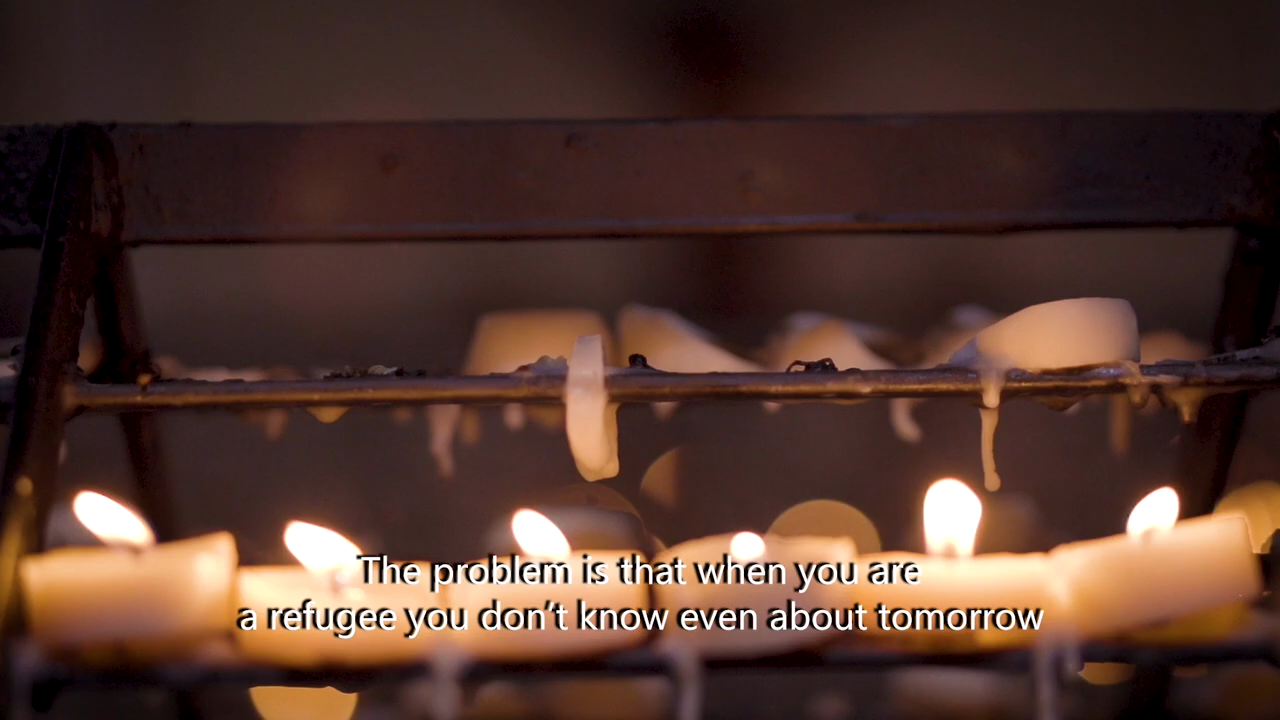 The problem is that when you are
a refugee you don’t know even about tomorrow